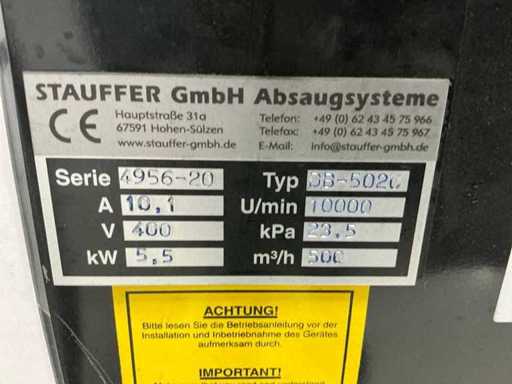 STAUFFER GmbH Absaugsysteme
CE Hauptstraße 31a Telefon: +49 (0) 62 43 45 75 966
67591 Hohen-Sülzen Telefax: +49 (0) 62 43 45 75 967
www.stauffer-gmbh.de E-Mail: info@stauffer-gmbh.de
Serie 4956-20 Typ
A 10,1 U/min 10000
V 400 kPa 23,5
kW 5,5 m³/h 500
ACHTUNG!
Bitte lesen Sie die Betriebsanleitung vor der
Installation und Inbetriebnahme des Gerätes
aufmerksam durch.
IMPORTANT!